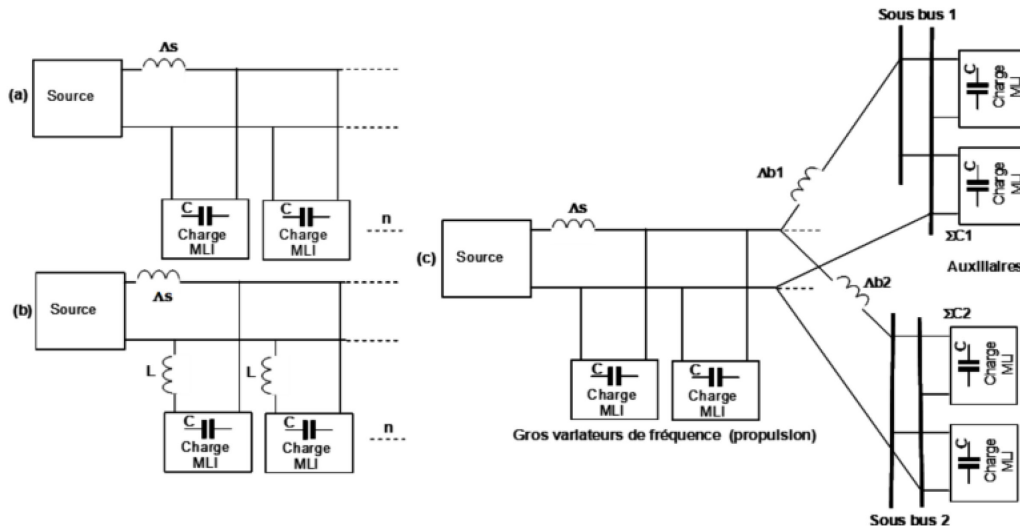 (a)
Source
Λs
C
Charge
MLI
C
Charge
MLI
n
(b)
Source
Λs
L
L
C
Charge
MLI
C
Charge
MLI
n
(c)
Source
Λs
C
Charge
MLI
C
Charge
MLI
Gros variateurs de fréquence (propulsion)
Λb1
Sous bus 1
C
Charge
MLI
C
Charge
MLI
ΣC1
Auxiliaires
Λb2
ΣC2
C
Charge
MLI
C
Charge
MLI
Sous bus 2